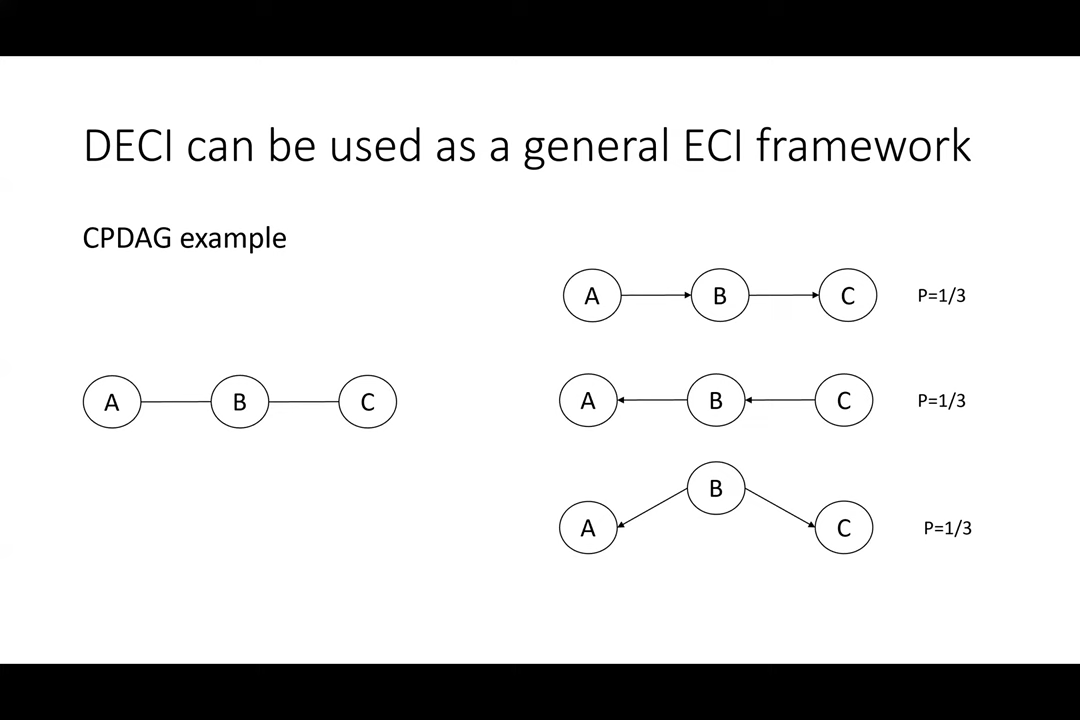 DECI can be used as a general ECI framework
CPDAG example
A B C P=1/3
A B C
A B C P=1/3
B
A C P=1/3